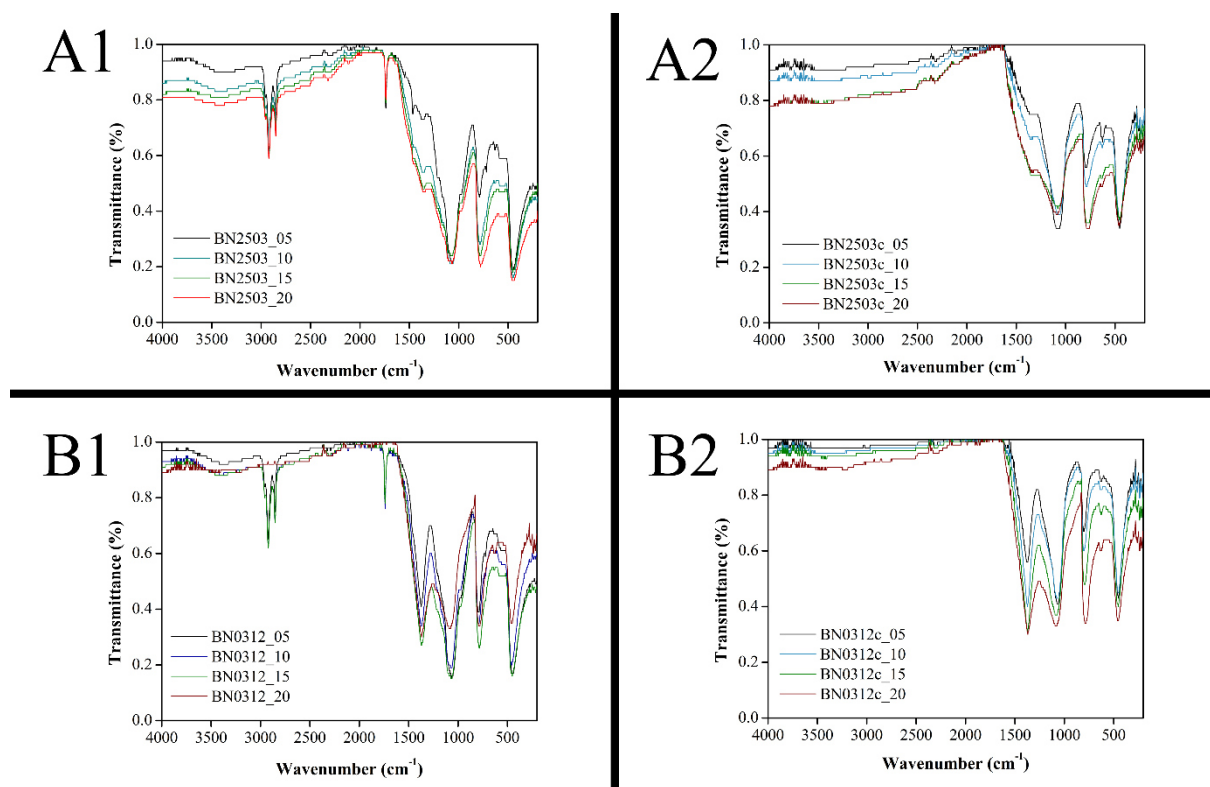 A1
1.0
0.8
0.6
0.4
0.2
0.0
Transmittance (%)
BN2503_05
BN2503_10
BN2503_15
BN2503_20
4000 3500 3000 2500 2000 1500 1000 500
Wavenumber (cm⁻¹)
A2
1.0
0.8
0.6
0.4
0.2
0.0
Transmittance (%)
BN2503c_05
BN2503c_10
BN2503c_15
BN2503c_20
4000 3500 3000 2500 2000 1500 1000 500
Wavenumber (cm⁻¹)
B1
1.0
0.8
0.6
0.4
0.2
0.0
Transmittance (%)
BN0312_05
BN0312_10
BN0312_15
BN0312_20
4000 3500 3000 2500 2000 1500 1000 500
Wavenumber (cm⁻¹)
B2
1.0
0.8
0.6
0.4
0.2
0.0
Transmittance (%)
BN0312c_05
BN0312c_10
BN0312c_15
BN0312c_20
4000 3500 3000 2500 2000 1500 1000 500
Wavenumber (cm⁻¹)